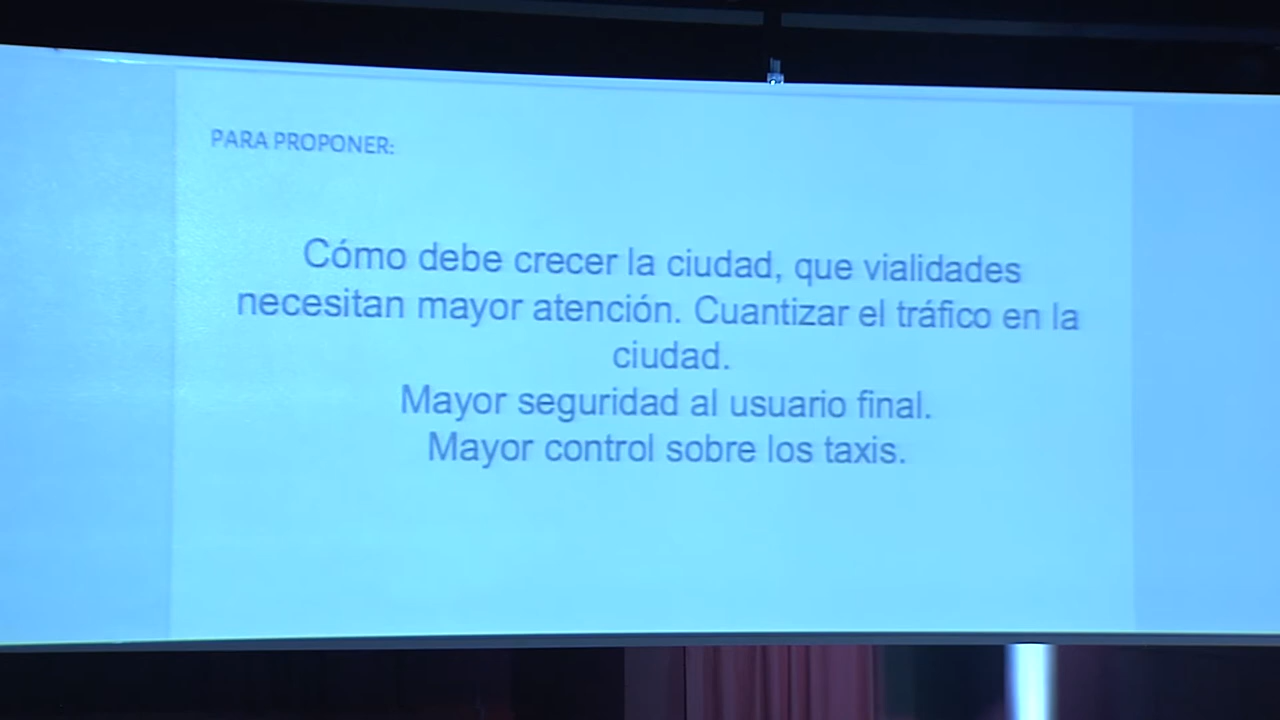 PARA PROPONER:
Cómo debe crecer la ciudad, que vialidades
necesitan mayor atención. Cuantizar el tráfico en la
ciudad.
Mayor seguridad al usuario final.
Mayor control sobre los taxis.